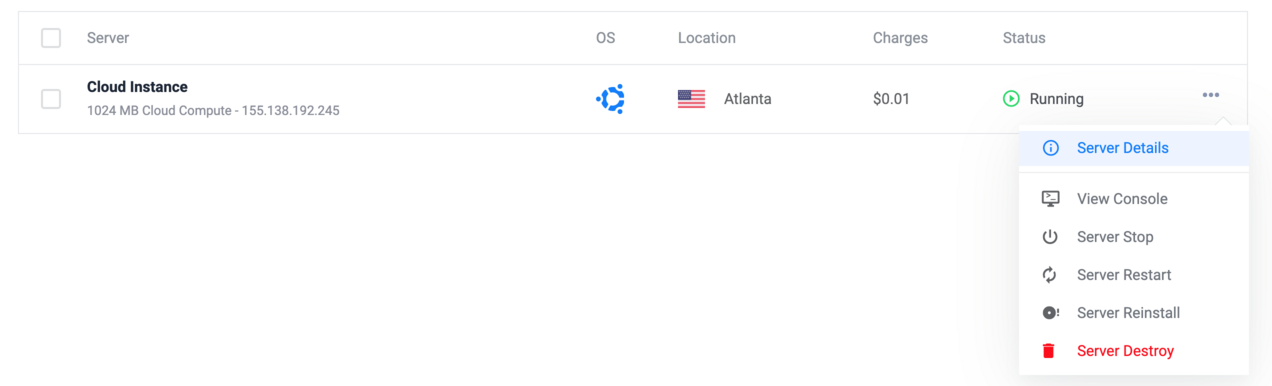 Server OS Location Charges Status
Cloud Instance
1024 MB Cloud Compute - 155.138.192.245
Atlanta $0.01 Running
Server Details
View Console
Server Stop
Server Restart
Server Reinstall
Server Destroy